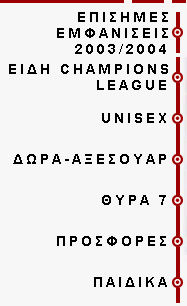 ΕΠΙΣΗΜΕΣ
ΕΜΦΑΝΙΣΕΙΣ
2003/2004
ΕΙΔΗ CHAMPIONS
LEAGUE
UNISEX
ΔΩΡΑ-ΑΞΕΣΟΥΑΡ
ΘΥΡΑ 7
ΠΡΟΣΦΟΡΕΣ
ΠΑΙΔΙΚΑ